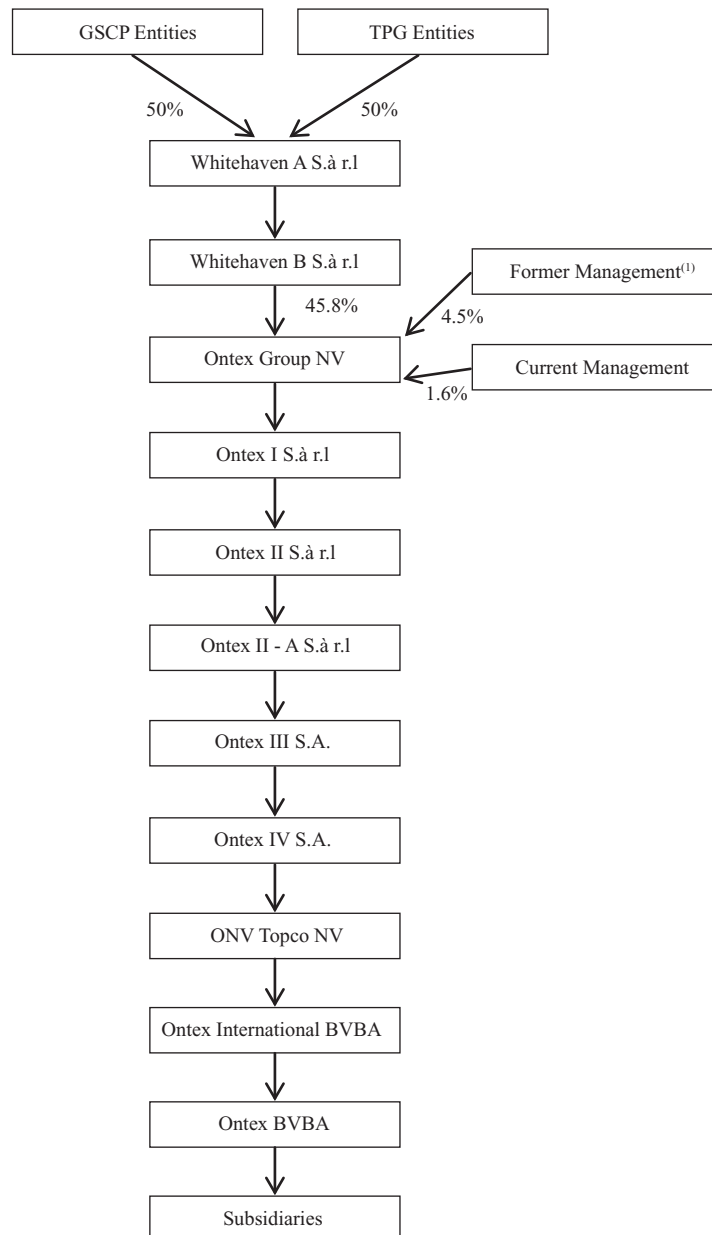 GSCP Entities
TPG Entities
50%
50%
Whitehaven A S.à r.l
Whitehaven B S.à r.l
Former Management(1)
45.8%
4.5%
Ontex Group NV
Current Management
1.6%
Ontex I S.à r.l
Ontex II S.à r.l
Ontex II - A S.à r.l
Ontex III S.A.
Ontex IV S.A.
ONV Topco NV
Ontex International BVBA
Ontex BVBA
Subsidiaries